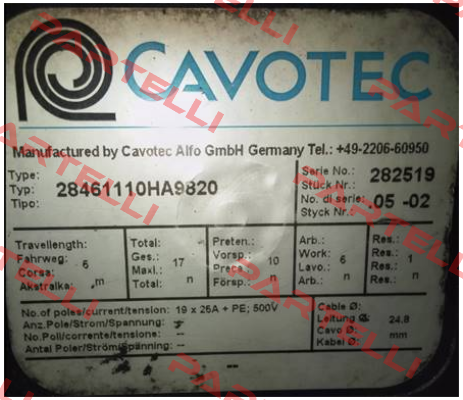 CAVOTEC
Manufactured by Cavotec Alfo GmbH Germany Tel.: +49-2206-60950
Type:
Typ: 28461110HA9820
Tipo:
Serie No.: 282519
Stück Nr.:
No. di serie: .05 -02
Styck Nr.:
Travellength:
Fahrweg: 6
Corsa:
Aksträlka: m
Total:
Ges.: 17
Maxi.:
Total: n
Preten.:
Vorsp.: 10
Preca.:
Försp.: n
Arb.:
Work: 6
Lavo.:
Arb.: n
Res.:
Res.: 1
Res.:
Res.: n
No. of poles/current/tension: 19 x 25A + PE; 500V
Anz.Pole/Strom/Spannung:
No.Poli/corrente/tensione: --
Antal Poler/Ström/Spänning: --
Cable Ø:
Leitung Ø: 24.8
Cavo Ø: mm
Kabel Ø:
--
PARTELLI